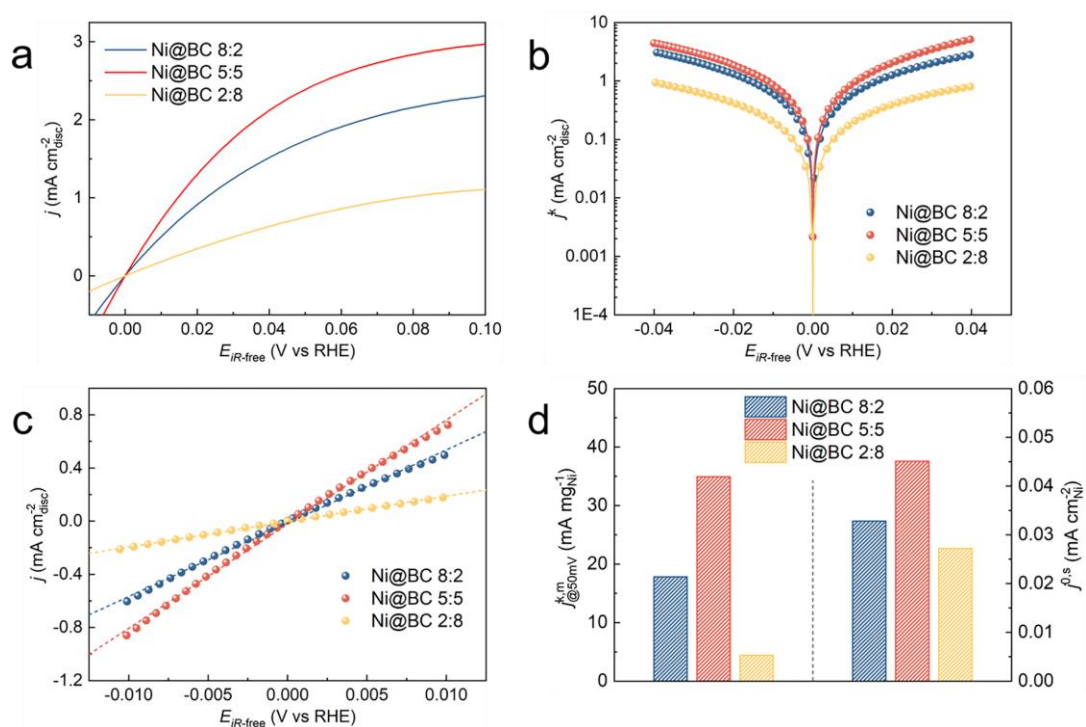 a
Ni@BC 8:2
Ni@BC 5:5
Ni@BC 2:8
3
2
1
0
j (mA cm⁻²disc)
0.00 0.02 0.04 0.06 0.08 0.10
EiR-free (V vs RHE)
b
10
1
0.1
0.01
0.001
1E-4
jᵏ (mA cm⁻²disc)
Ni@BC 8:2
Ni@BC 5:5
Ni@BC 2:8
-0.04 -0.02 0.00 0.02 0.04
EiR-free (V vs RHE)
c
0.8
0.4
0.0
-0.4
-0.8
-1.2
j (mA cm⁻²disc)
Ni@BC 8:2
Ni@BC 5:5
Ni@BC 2:8
-0.010 -0.005 0.000 0.005 0.010
EiR-free (V vs RHE)
d
50
40
30
20
10
0
jᵏ,ᵐ@50mV (mA mg⁻¹Ni)
Ni@BC 8:2
Ni@BC 5:5
Ni@BC 2:8
0.06
0.05
0.04
0.03
0.02
0.01
0.00
j⁰,ˢ (mA cm⁻²Ni)